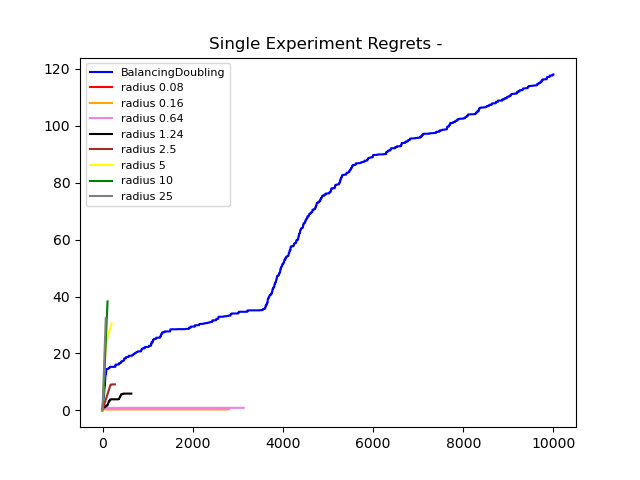 Single Experiment Regrets -
BalancingDoubling
radius 0.08
radius 0.16
radius 0.64
radius 1.24
radius 2.5
radius 5
radius 10
radius 25
120
100
80
60
40
20
0
0 2000 4000 6000 8000 10000